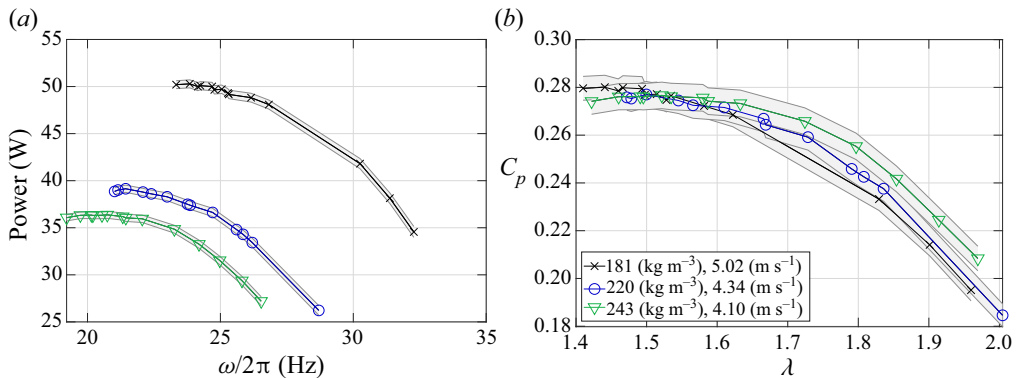 (a)
55
50
45
40
35
30
25
Power (W)
20 25 30 35
ω/2π (Hz)
(b)
0.30
0.28
0.26
0.24
0.22
0.20
0.18
C_p
181 (kg m⁻³), 5.02 (m s⁻¹)
220 (kg m⁻³), 4.34 (m s⁻¹)
243 (kg m⁻³), 4.10 (m s⁻¹)
1.4 1.5 1.6 1.7 1.8 1.9 2.0
λ